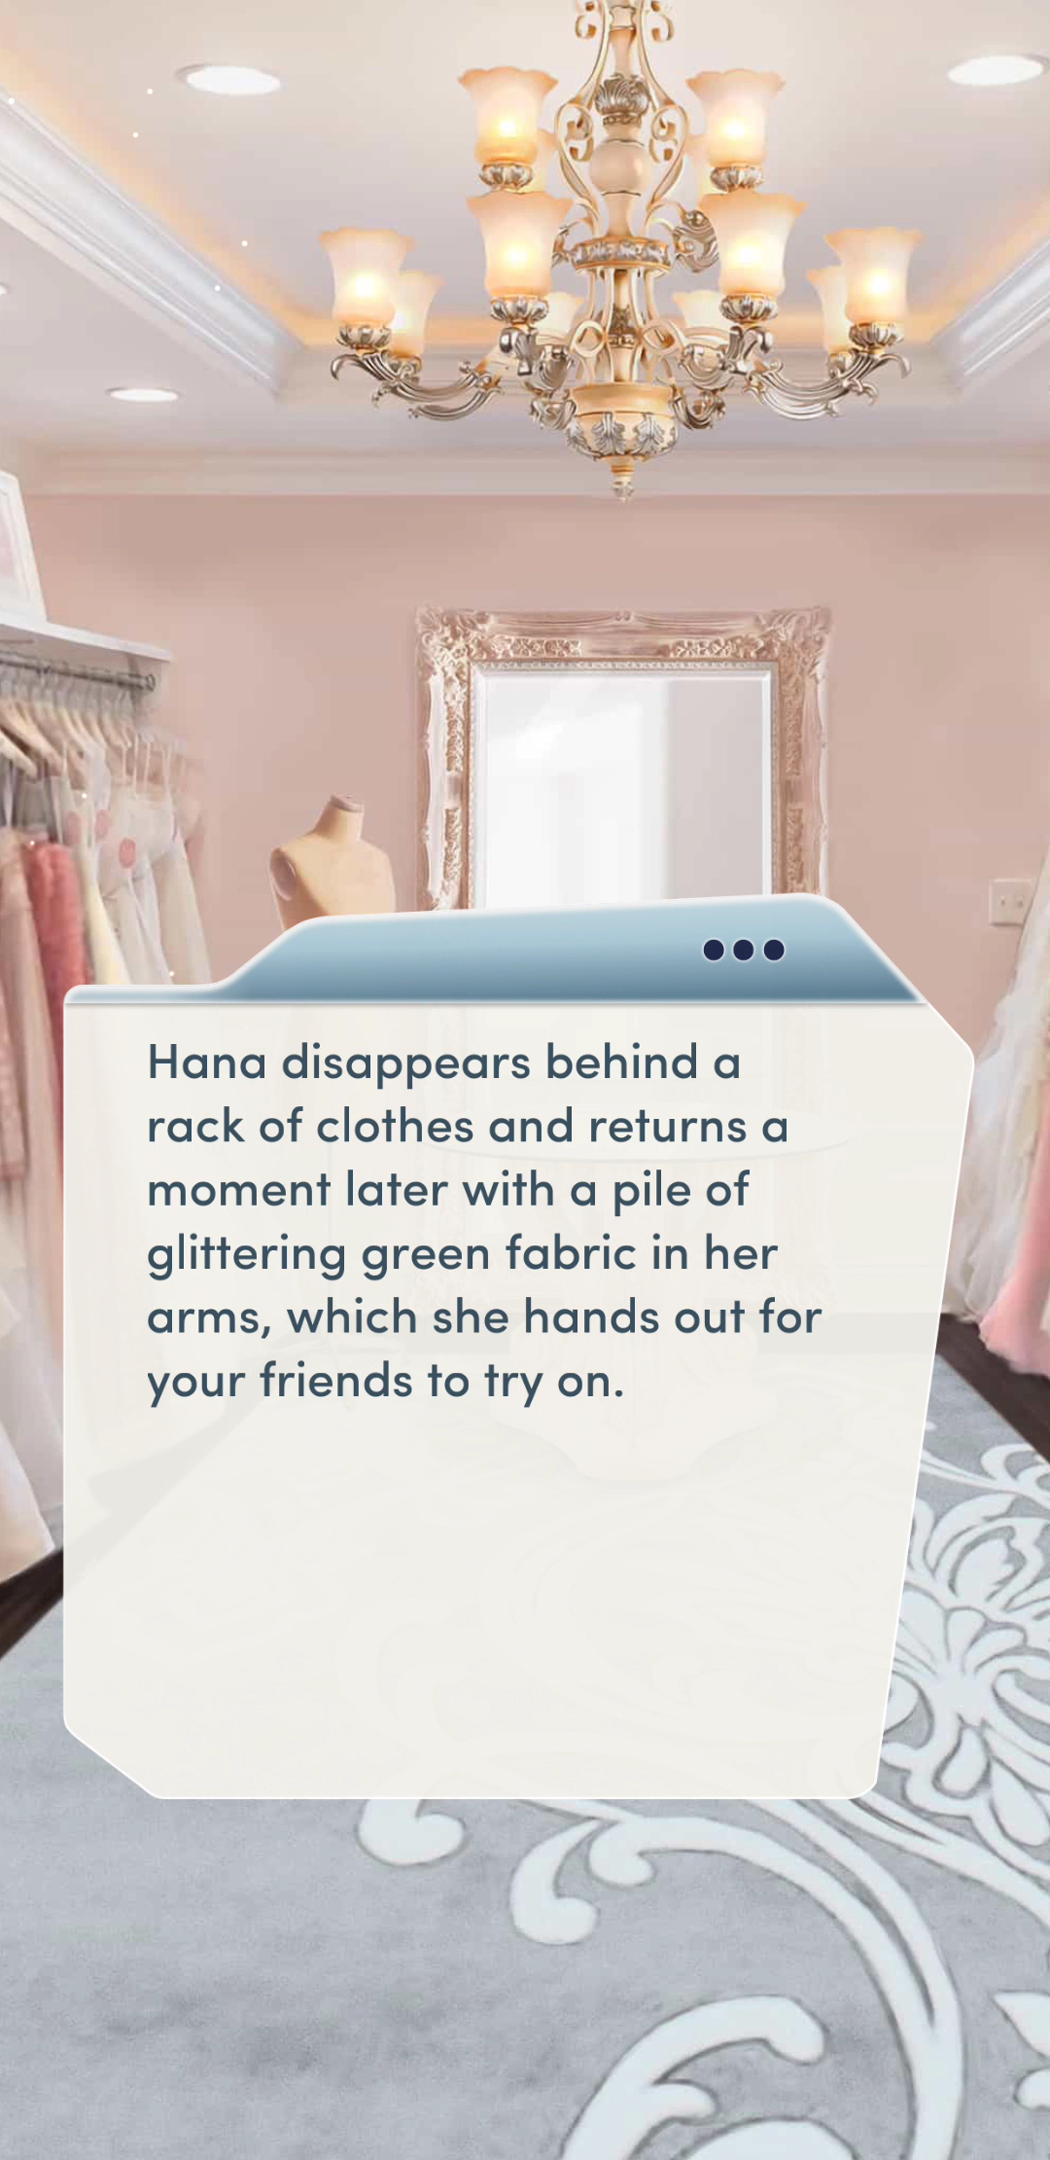 Hana disappears behind a
rack of clothes and returns a
moment later with a pile of
glittering green fabric in her
arms, which she hands out for
your friends to try on.